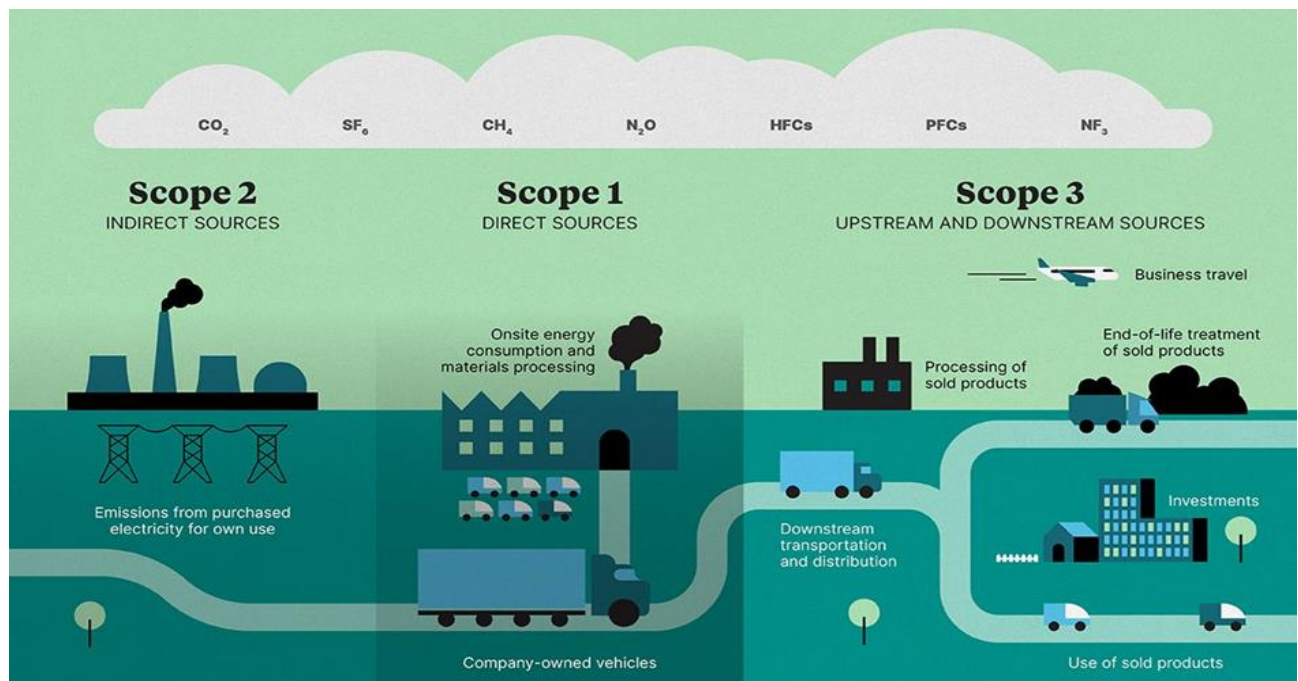 CO₂ SF₆ CH₄ N₂O HFCs PFCs NF₃
Scope 2
INDIRECT SOURCES
Scope 1
DIRECT SOURCES
Scope 3
UPSTREAM AND DOWNSTREAM SOURCES
Business travel
Onsite energy
consumption and
materials processing
End-of-life treatment
of sold products
Processing of
sold products
Emissions from purchased
electricity for own use
Investments
Downstream
transportation
and distribution
Company-owned vehicles
Use of sold products